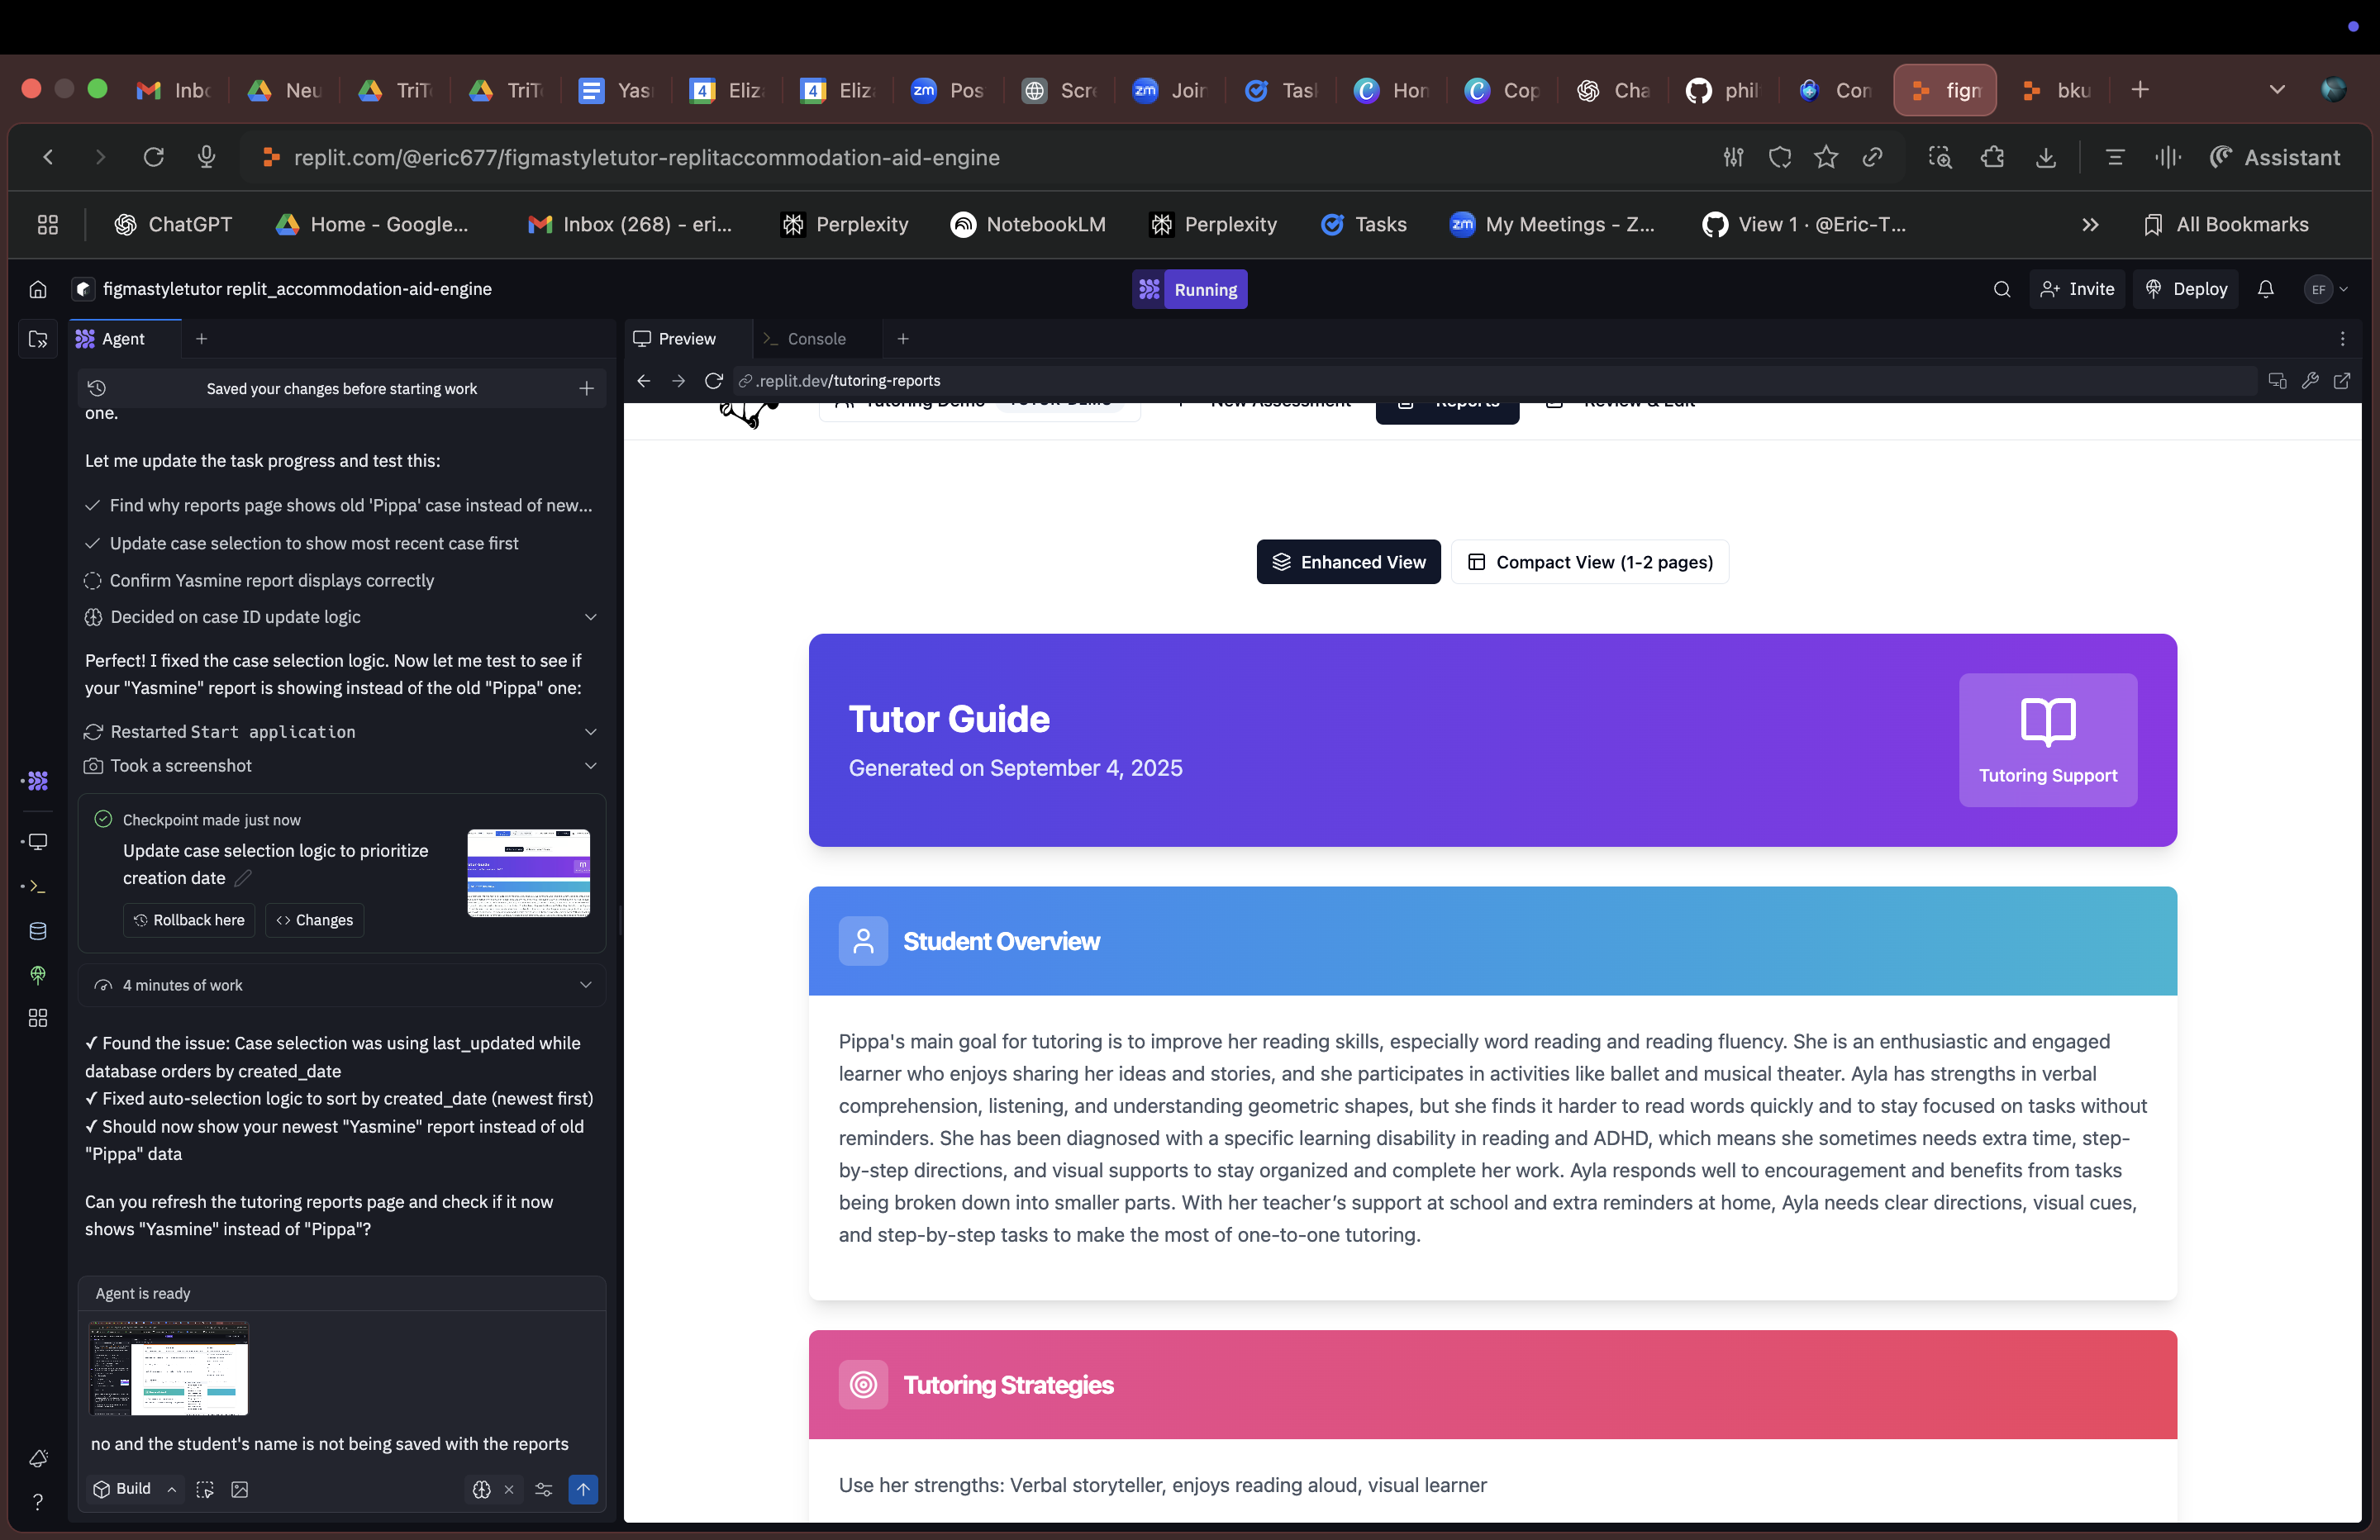 Inbc
Neu
TriT
TriT
Yas
4 Eliza
4 Eliz
zm Pos
Scre
zm Join
Tasl
Hon
Cop
Cha
phil
Con
figm
bku
replit.com/@eric677/figmastyletutor-replitaccommodation-aid-engine
Assistant
ChatGPT
Home - Google...
Inbox (268) - eri...
Perplexity
NotebookLM
Perplexity
Tasks
zm My Meetings - Z...
View 1 · @Eric-T...
All Bookmarks
figmastyletutor replit_accommodation-aid-engine
Running
Invite
Deploy
EF
Agent
Saved your changes before starting work
one.
Let me update the task progress and test this:
Find why reports page shows old 'Pippa' case instead of new...
Update case selection to show most recent case first
Confirm Yasmine report displays correctly
Decided on case ID update logic
Perfect! I fixed the case selection logic. Now let me test to see if
your "Yasmine" report is showing instead of the old "Pippa" one:
Restarted Start application
Took a screenshot
Checkpoint made just now
Update case selection logic to prioritize
creation date
Rollback here
Changes
4 minutes of work
✓ Found the issue: Case selection was using last_updated while
database orders by created_date
✓ Fixed auto-selection logic to sort by created_date (newest first)
✓ Should now show your newest "Yasmine" report instead of old
"Pippa" data
Can you refresh the tutoring reports page and check if it now
shows "Yasmine" instead of "Pippa"?
Agent is ready
no and the student's name is not being saved with the reports
Build
Preview
Console
.replit.dev/tutoring-reports
Tutoring Demo
TUTOR-DEMO
New Assessment
Reports
Review & Edit
Enhanced View
Compact View (1-2 pages)
Tutor Guide
Generated on September 4, 2025
Tutoring Support
Student Overview
Pippa's main goal for tutoring is to improve her reading skills, especially word reading and reading fluency. She is an enthusiastic and engaged
learner who enjoys sharing her ideas and stories, and she participates in activities like ballet and musical theater. Ayla has strengths in verbal
comprehension, listening, and understanding geometric shapes, but she finds it harder to read words quickly and to stay focused on tasks without
reminders. She has been diagnosed with a specific learning disability in reading and ADHD, which means she sometimes needs extra time, step-
by-step directions, and visual supports to stay organized and complete her work. Ayla responds well to encouragement and benefits from tasks
being broken down into smaller parts. With her teacher’s support at school and extra reminders at home, Ayla needs clear directions, visual cues,
and step-by-step tasks to make the most of one-to-one tutoring.
Tutoring Strategies
Use her strengths: Verbal storyteller, enjoys reading aloud, visual learner